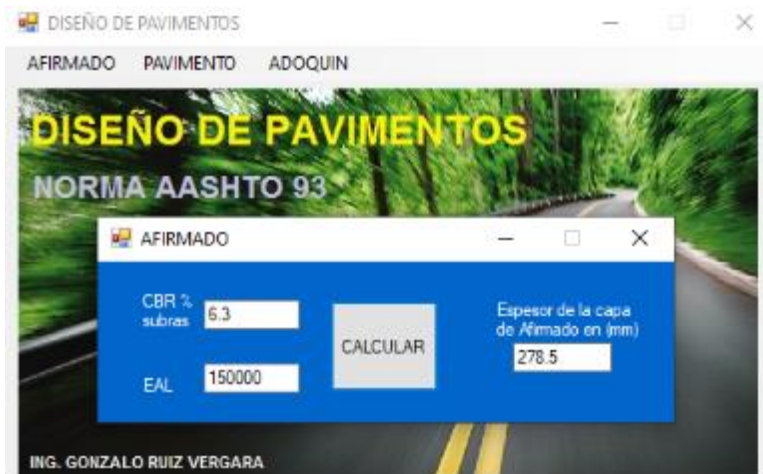 DISEÑO DE PAVIMENTOS
AFIRMADO PAVIMENTO ADOQUIN
DISEÑO DE PAVIMENTOS
NORMA AASHTO 93
AFIRMADO
CBR %
subras
6.3
EAL
150000
CALCULAR
Espesor de la capa
de Afirmado en (mm)
278.5
ING. GONZALO RUIZ VERGARA